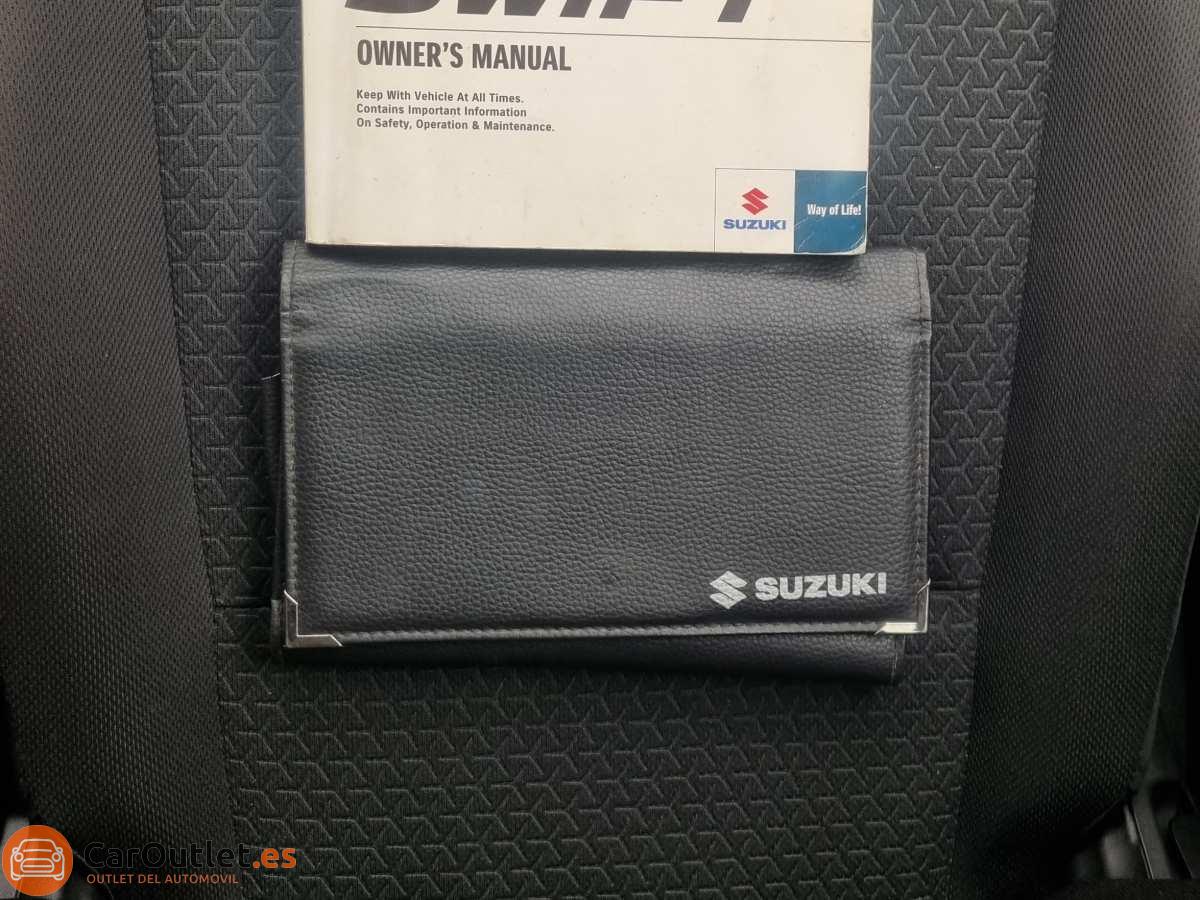 SWIFT
OWNER'S MANUAL
Keep With Vehicle At All Times.
Contains Important Information
On Safety, Operation & Maintenance.
SUZUKI
Way of Life!
SUZUKI
CarOutlet.es
OUTLET DEL AUTOMOVIL